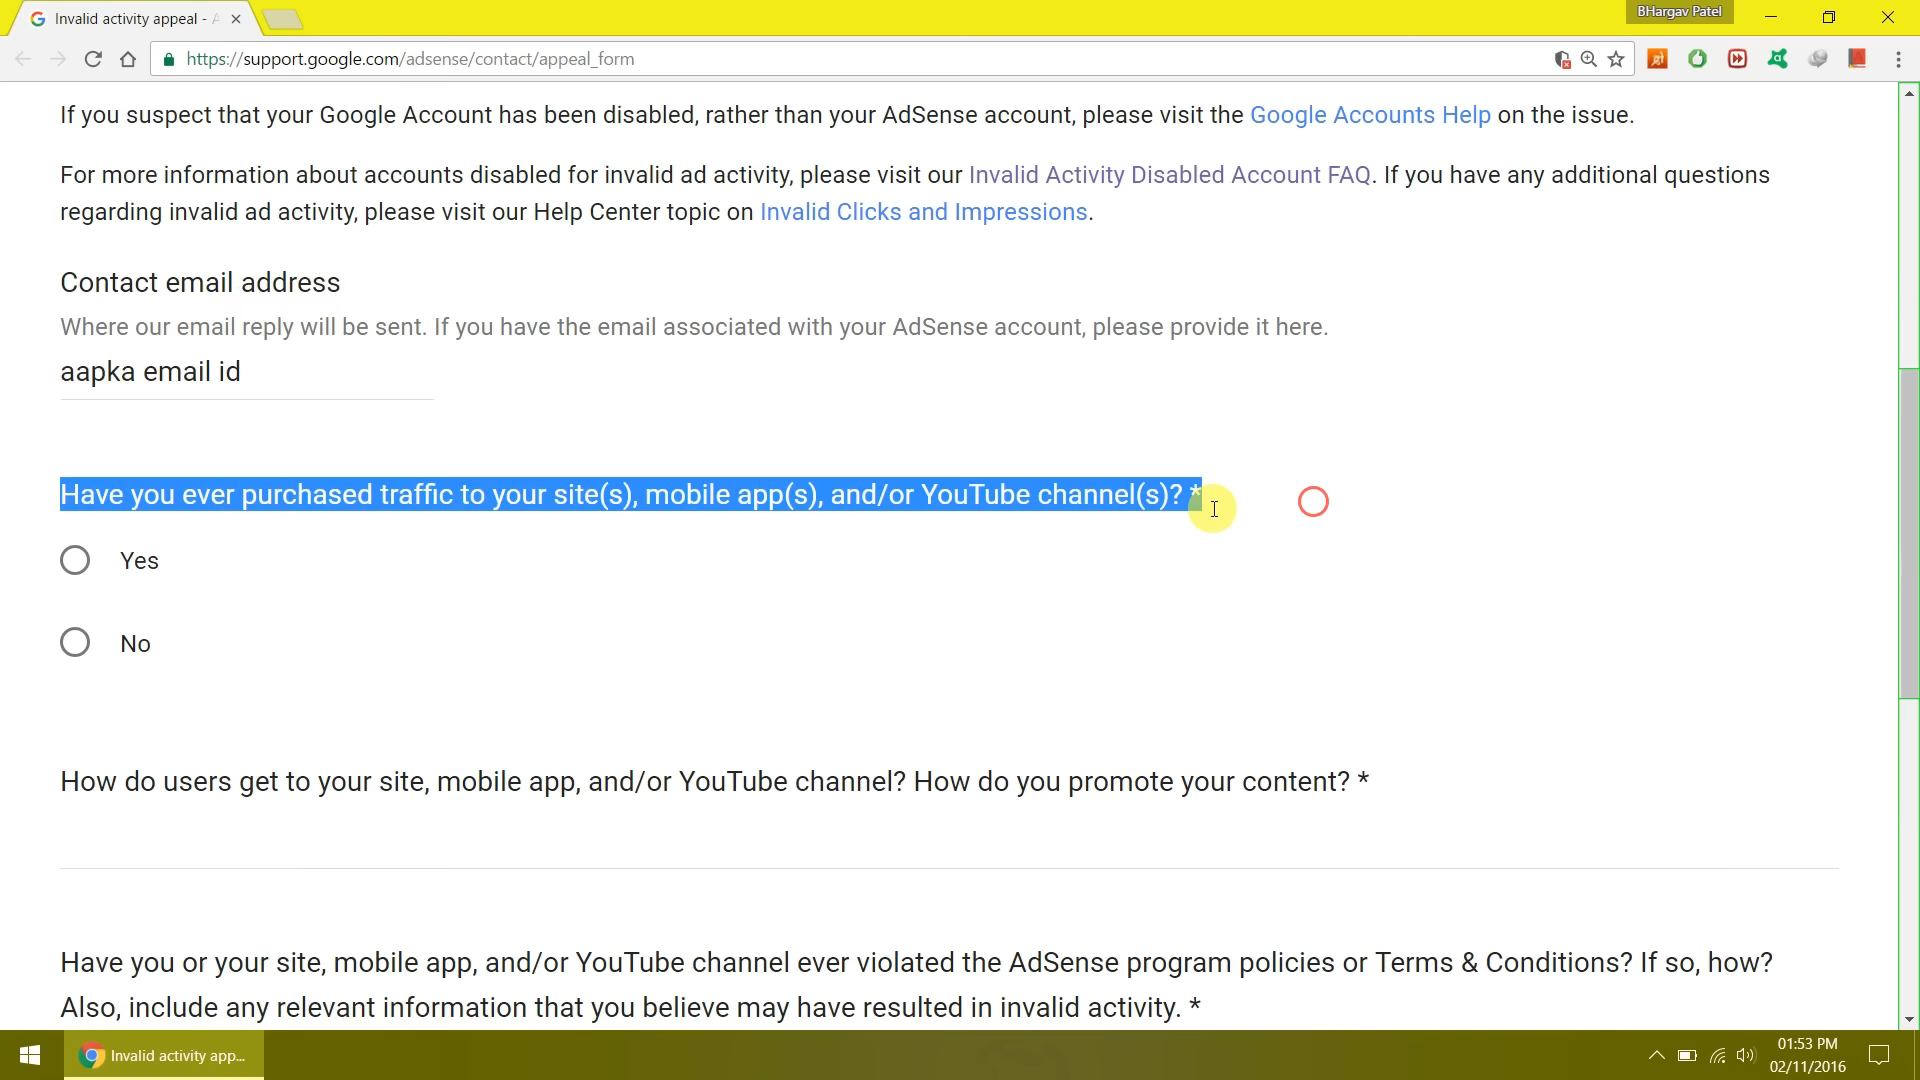 Invalid activity appeal -
BHargav Patel
https://support.google.com/adsense/contact/appeal_form
If you suspect that your Google Account has been disabled, rather than your AdSense account, please visit the Google Accounts Help on the issue.
For more information about accounts disabled for invalid ad activity, please visit our Invalid Activity Disabled Account FAQ. If you have any additional questions
regarding invalid ad activity, please visit our Help Center topic on Invalid Clicks and Impressions.
Contact email address
Where our email reply will be sent. If you have the email associated with your AdSense account, please provide it here.
aapka email id
Have you ever purchased traffic to your site(s), mobile app(s), and/or YouTube channel(s)? *
Yes
No
How do users get to your site, mobile app, and/or YouTube channel? How do you promote your content? *
Have you or your site, mobile app, and/or YouTube channel ever violated the AdSense program policies or Terms & Conditions? If so, how?
Also, include any relevant information that you believe may have resulted in invalid activity. *
Invalid activity app...
01:53 PM
02/11/2016